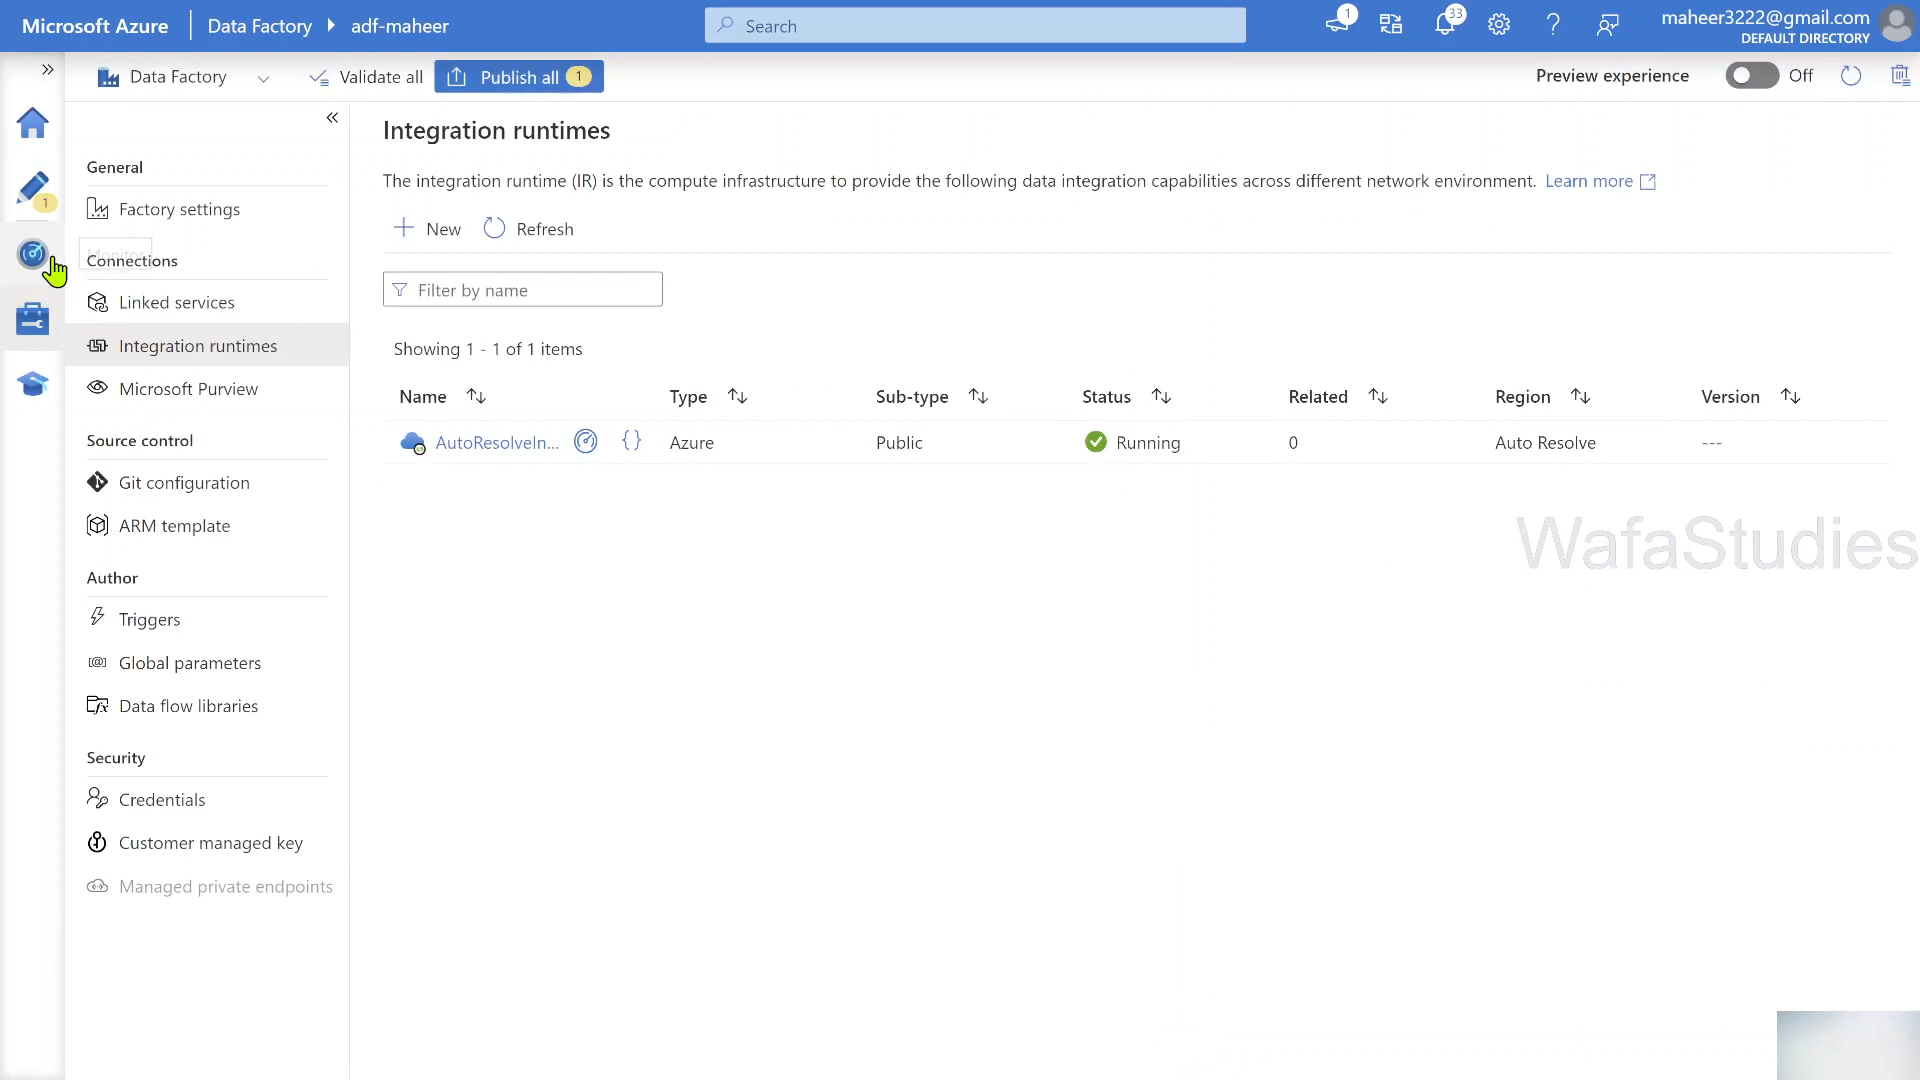 Microsoft Azure
Data Factory
adf-maheer
Search
1
33
maheer3222@gmail.com
DEFAULT DIRECTORY
Data Factory
Validate all
Publish all 1
Preview experience
Off
1
General
Factory settings
Monitor
Connections
Linked services
Integration runtimes
Microsoft Purview
Source control
Git configuration
ARM template
Author
Triggers
Global parameters
Data flow libraries
Security
Credentials
Customer managed key
Managed private endpoints
Integration runtimes
The integration runtime (IR) is the compute infrastructure to provide the following data integration capabilities across different network environment. Learn more
New
Refresh
Filter by name
Showing 1 - 1 of 1 items
Name Type Sub-type Status Related Region Version
AutoResolveIn... {} Azure Public Running 0 Auto Resolve ---
WafaStudies